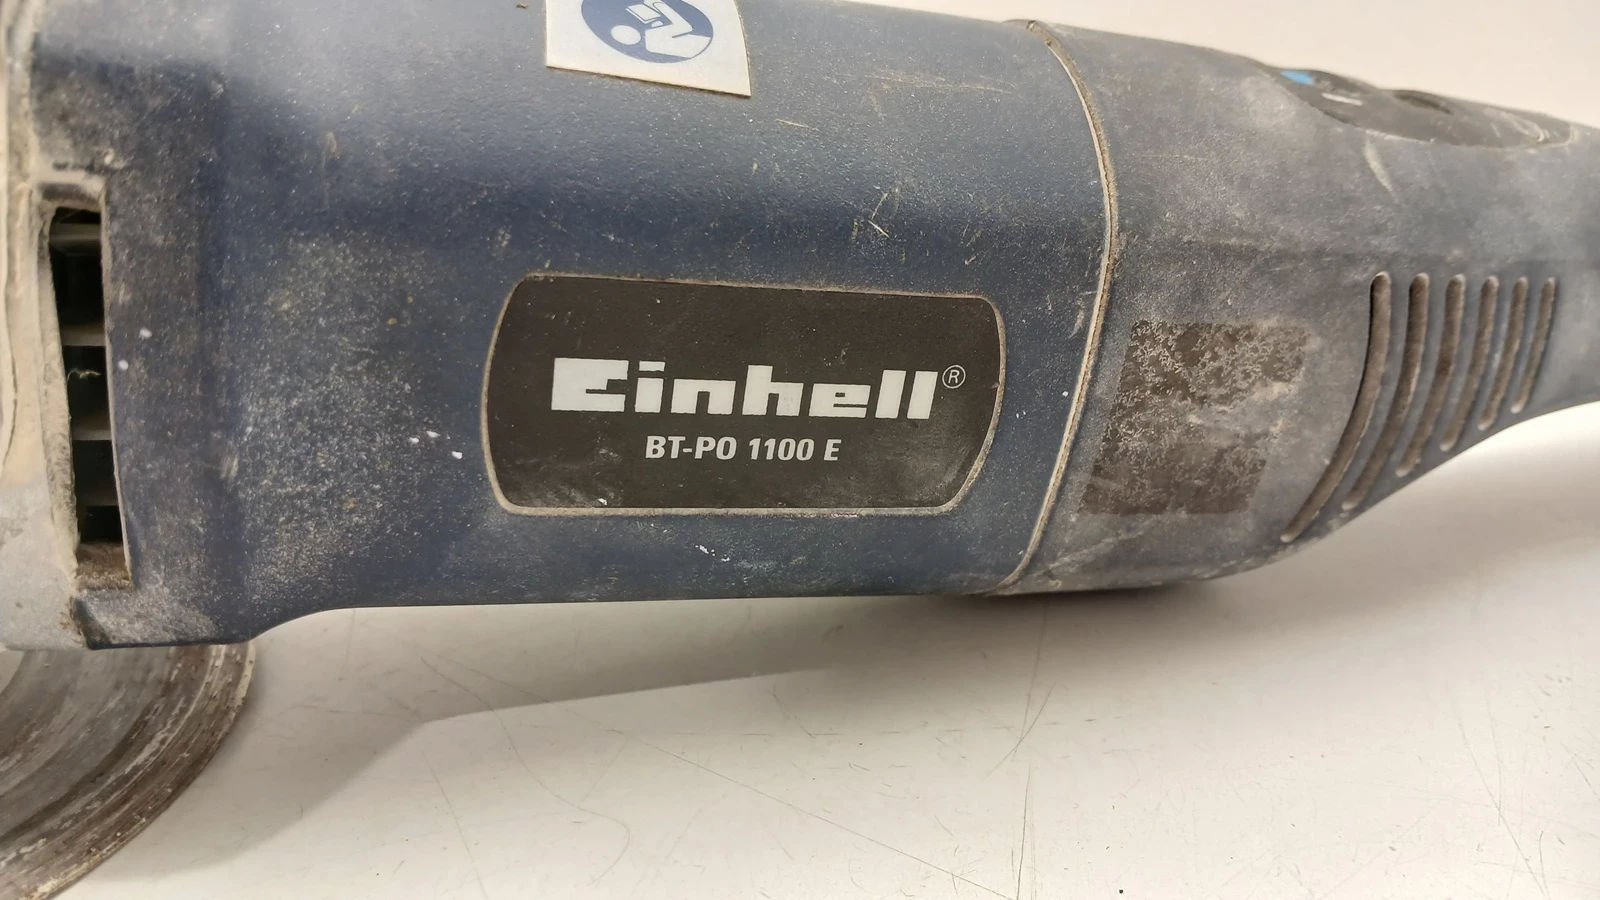 Einhell®
BT-PO 1100 E